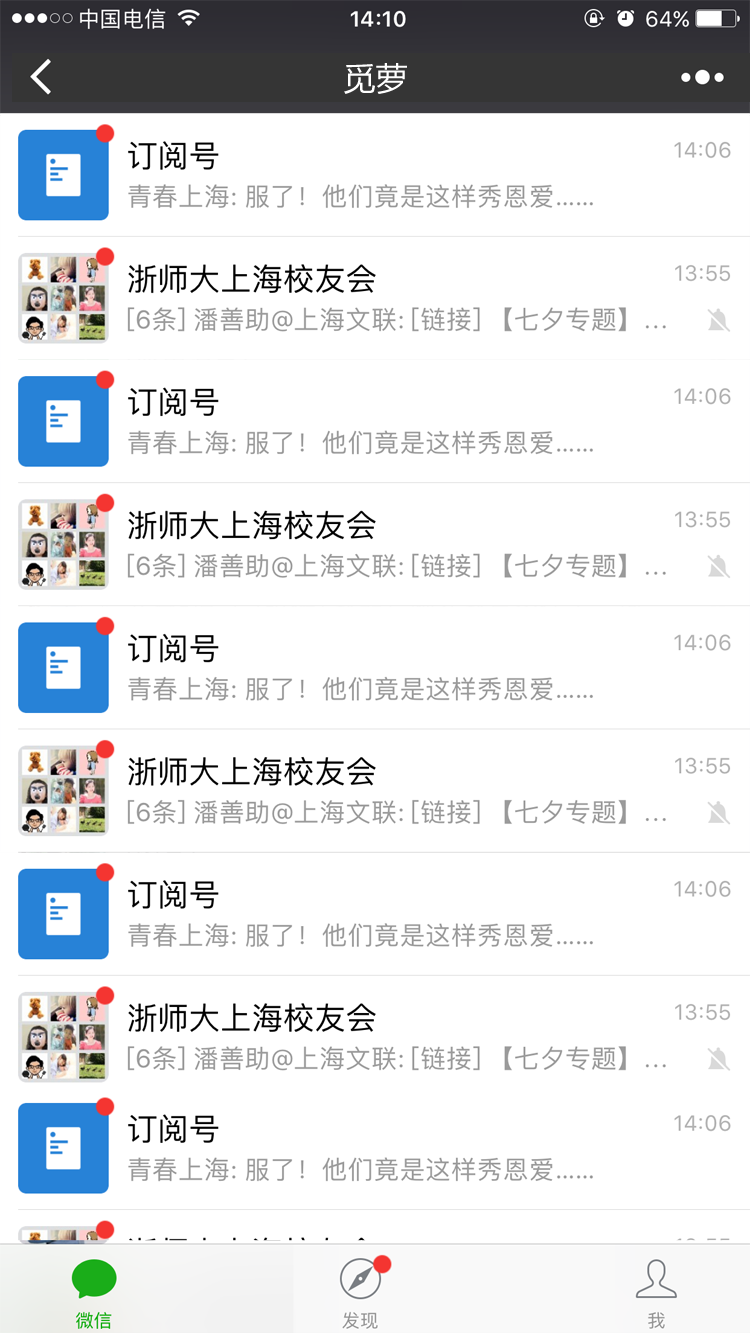 中国电信 14:10 64%
觅萝
订阅号 14:06
青春上海: 服了！他们竟是这样秀恩爱......
浙师大上海校友会 13:55
[6条] 潘善助@上海文联: [链接] 【七夕专题】 ...
订阅号 14:06
青春上海: 服了！他们竟是这样秀恩爱......
浙师大上海校友会 13:55
[6条] 潘善助@上海文联: [链接] 【七夕专题】 ...
订阅号 14:06
青春上海: 服了！他们竟是这样秀恩爱......
浙师大上海校友会 13:55
[6条] 潘善助@上海文联: [链接] 【七夕专题】 ...
订阅号 14:06
青春上海: 服了！他们竟是这样秀恩爱......
浙师大上海校友会 13:55
[6条] 潘善助@上海文联: [链接] 【七夕专题】 ...
订阅号 14:06
青春上海: 服了！他们竟是这样秀恩爱......
微信 发现 我